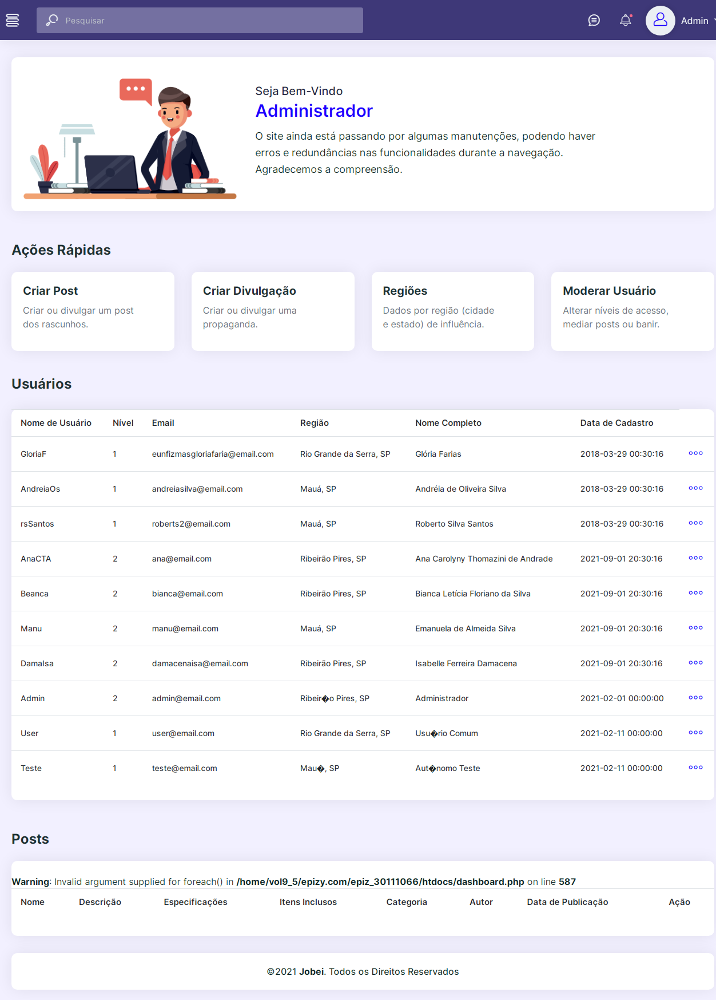 Pesquisar
Admin
Seja Bem-Vindo
Administrador
O site ainda está passando por algumas manutenções, podendo haver
erros e redundâncias nas funcionalidades durante a navegação.
Agradecemos a compreensão.
Ações Rápidas
Criar Post
Criar ou divulgar um post
dos rascunhos.
Criar Divulgação
Criar ou divulgar uma
propaganda.
Regiões
Dados por região (cidade
e estado) de influência.
Moderar Usuário
Alterar níveis de acesso,
mediar posts ou banir.
Usuários
Nome de Usuário Nível Email Região Nome Completo Data de Cadastro
GloriaF 1 eunfizmasgloriafaria@email.com Rio Grande da Serra, SP Glória Farias 2018-03-29 00:30:16
AndreiaOs 1 andreiasilva@email.com Mauá, SP Andréia de Oliveira Silva 2018-03-29 00:30:16
rsSantos 1 roberts2@email.com Mauá, SP Roberto Silva Santos 2018-03-29 00:30:16
AnaCTA 2 ana@email.com Ribeirão Pires, SP Ana Carolyny Thomazini de Andrade 2021-09-01 20:30:16
Beanca 2 bianca@email.com Ribeirão Pires, SP Bianca Letícia Floriano da Silva 2021-09-01 20:30:16
Manu 2 manu@email.com Mauá, SP Emanuela de Almeida Silva 2021-09-01 20:30:16
DamaIsa 2 damacenaisa@email.com Ribeirão Pires, SP Isabelle Ferreira Damacena 2021-09-01 20:30:16
Admin 2 admin@email.com Ribeir�o Pires, SP Administrador 2021-02-01 00:00:00
User 1 user@email.com Rio Grande da Serra, SP Usu�rio Comum 2021-02-11 00:00:00
Teste 1 teste@email.com Mau�, SP Aut�nomo Teste 2021-02-11 00:00:00
Posts
Warning: Invalid argument supplied for foreach() in /home/vol9_5/epizy.com/epiz_30111066/htdocs/dashboard.php on line 587
Nome Descrição Especificações Itens Inclusos Categoria Autor Data de Publicação Ação
©2021 Jobei. Todos os Direitos Reservados